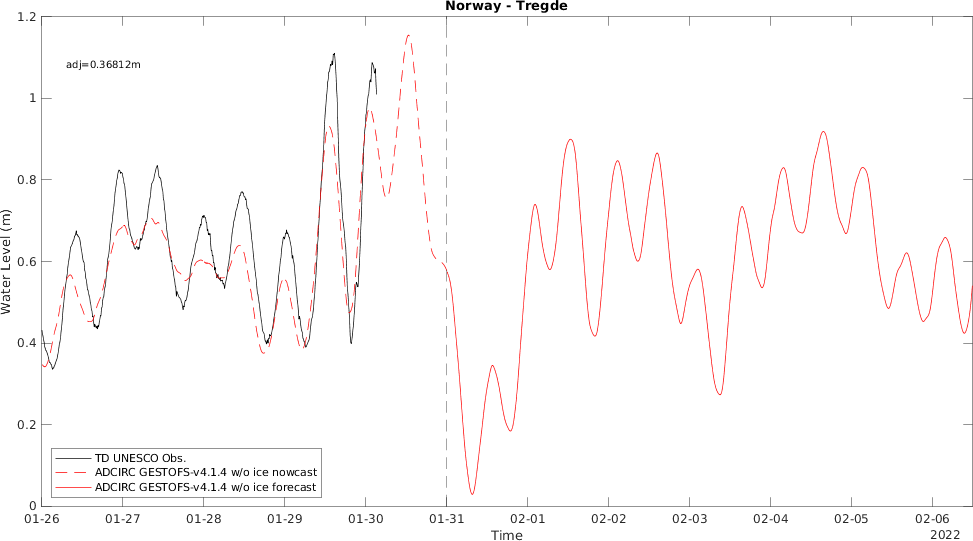 Norway - Tregde
1.2
adj=0.36812m
1
0.8
0.6
Water Level (m)
0.4
0.2
0
TD UNESCO Obs.
ADCIRC GESTOFS-v4.1.4 w/o ice nowcast
ADCIRC GESTOFS-v4.1.4 w/o ice forecast
01-26 01-27 01-28 01-29 01-30 01-31 02-01 02-02 02-03 02-04 02-05 02-06
Time
2022